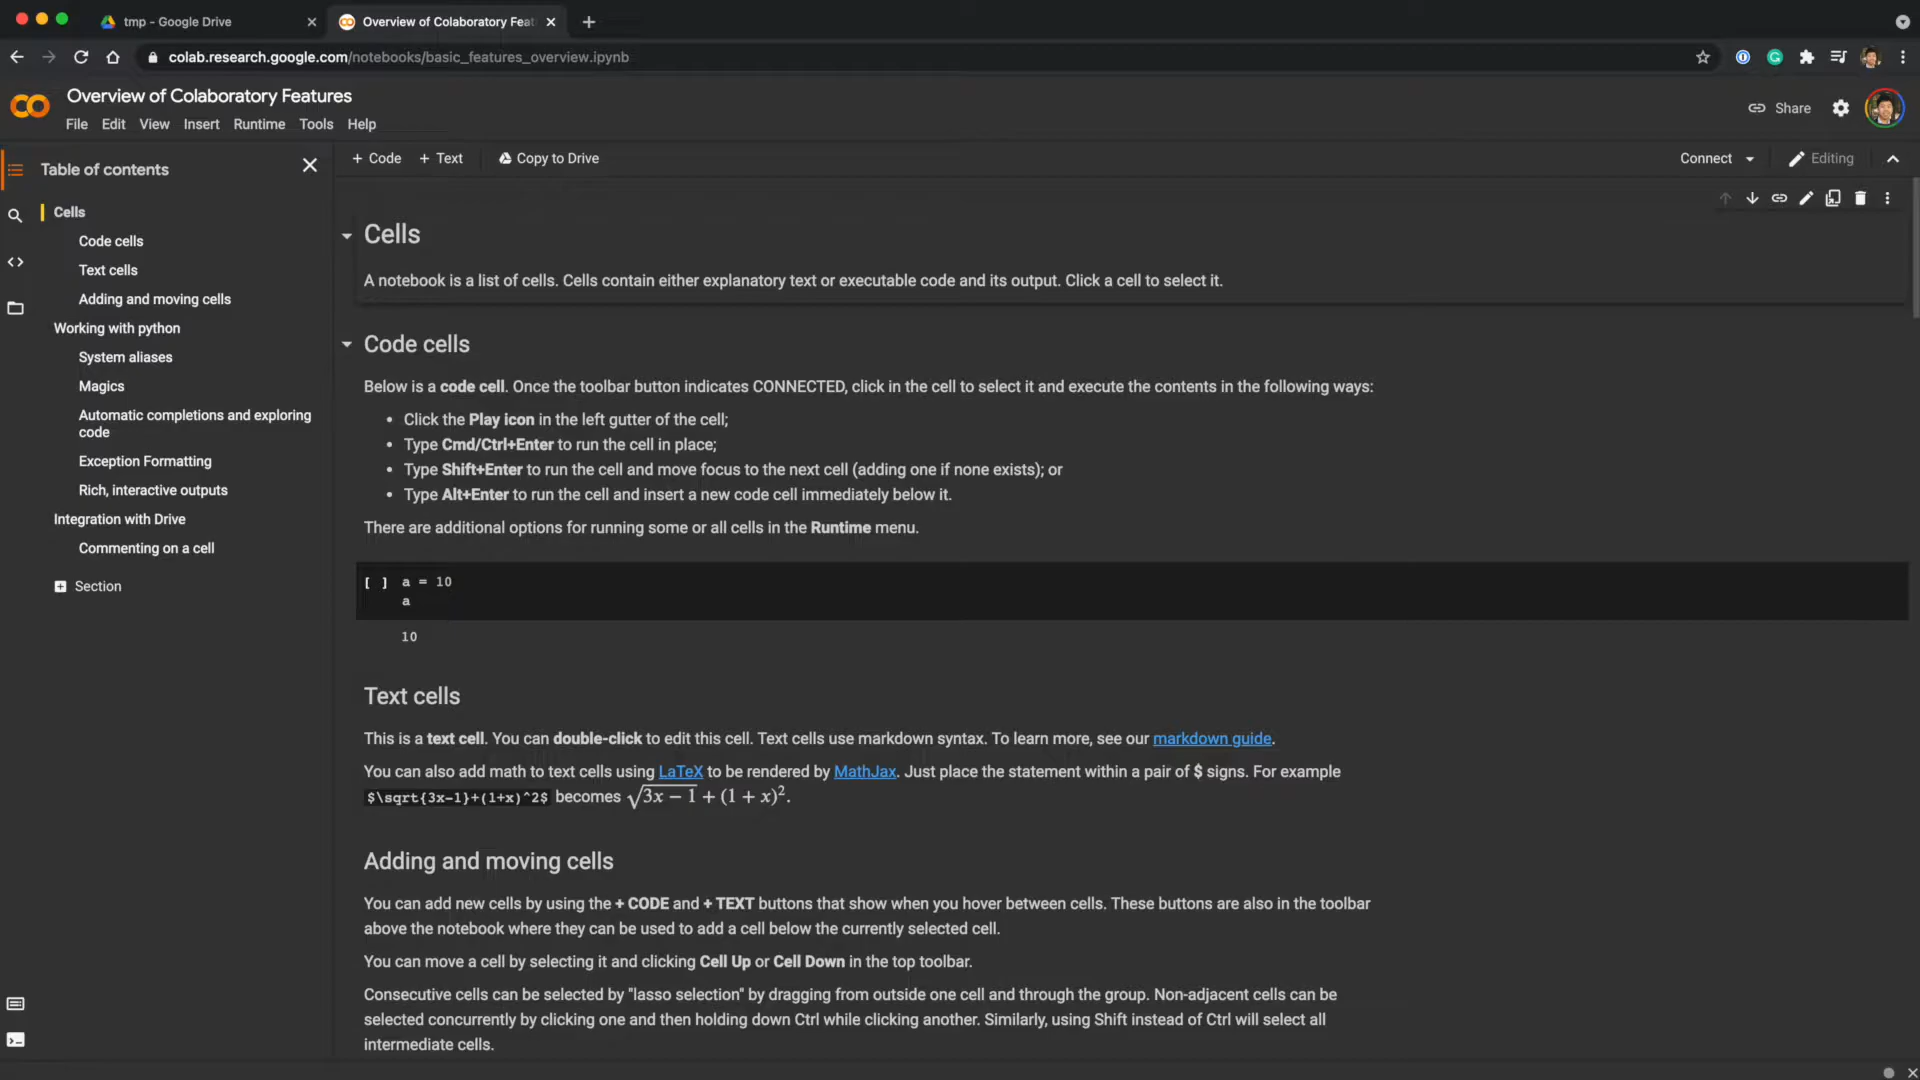 tmp - Google Drive
Overview of Colaboratory Feat
colab.research.google.com/notebooks/basic_features_overview.ipynb
Overview of Colaboratory Features
File Edit View Insert Runtime Tools Help
Share
Table of contents
Cells
Code cells
Text cells
Adding and moving cells
Working with python
System aliases
Magics
Automatic completions and exploring
code
Exception Formatting
Rich, interactive outputs
Integration with Drive
Commenting on a cell
Section
+ Code + Text Copy to Drive
Connect Editing
Cells
A notebook is a list of cells. Cells contain either explanatory text or executable code and its output. Click a cell to select it.
Code cells
Below is a code cell. Once the toolbar button indicates CONNECTED, click in the cell to select it and execute the contents in the following ways:
• Click the Play icon in the left gutter of the cell;
• Type Cmd/Ctrl+Enter to run the cell in place;
• Type Shift+Enter to run the cell and move focus to the next cell (adding one if none exists); or
• Type Alt+Enter to run the cell and insert a new code cell immediately below it.
There are additional options for running some or all cells in the Runtime menu.
[ ] a = 10
a
10
Text cells
This is a text cell. You can double-click to edit this cell. Text cells use markdown syntax. To learn more, see our markdown guide.
You can also add math to text cells using LaTeX to be rendered by MathJax. Just place the statement within a pair of $ signs. For example
$\sqrt{3x-1}+(1+x)^2$ becomes √3x − 1 + (1 + x)².
Adding and moving cells
You can add new cells by using the + CODE and + TEXT buttons that show when you hover between cells. These buttons are also in the toolbar
above the notebook where they can be used to add a cell below the currently selected cell.
You can move a cell by selecting it and clicking Cell Up or Cell Down in the top toolbar.
Consecutive cells can be selected by "lasso selection" by dragging from outside one cell and through the group. Non-adjacent cells can be
selected concurrently by clicking one and then holding down Ctrl while clicking another. Similarly, using Shift instead of Ctrl will select all
intermediate cells.